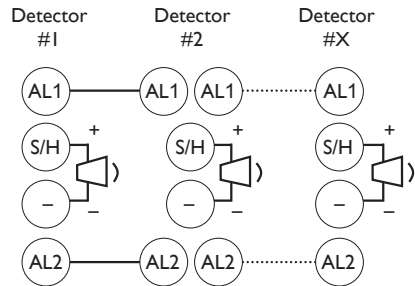 Detector Detector Detector
#1 #2 #X
AL1 AL1 AL1 AL1
S/H + S/H + S/H +
– – – – – –
AL2 AL2 AL2 AL2